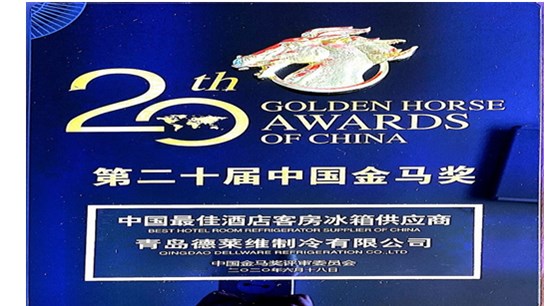 20th
GOLDEN HORSE
AWARDS
OF CHINA
第二十届中国金马奖
中国最佳酒店客房冰箱供应商
BEST HOTEL ROOM REFRIGERATOR SUPPLIER OF CHINA
青岛德莱维制冷有限公司
QINGDAO DELLWARE REFRIGERATION CO.,LTD
中国金马奖评审委员会
二〇二〇年六月十八日